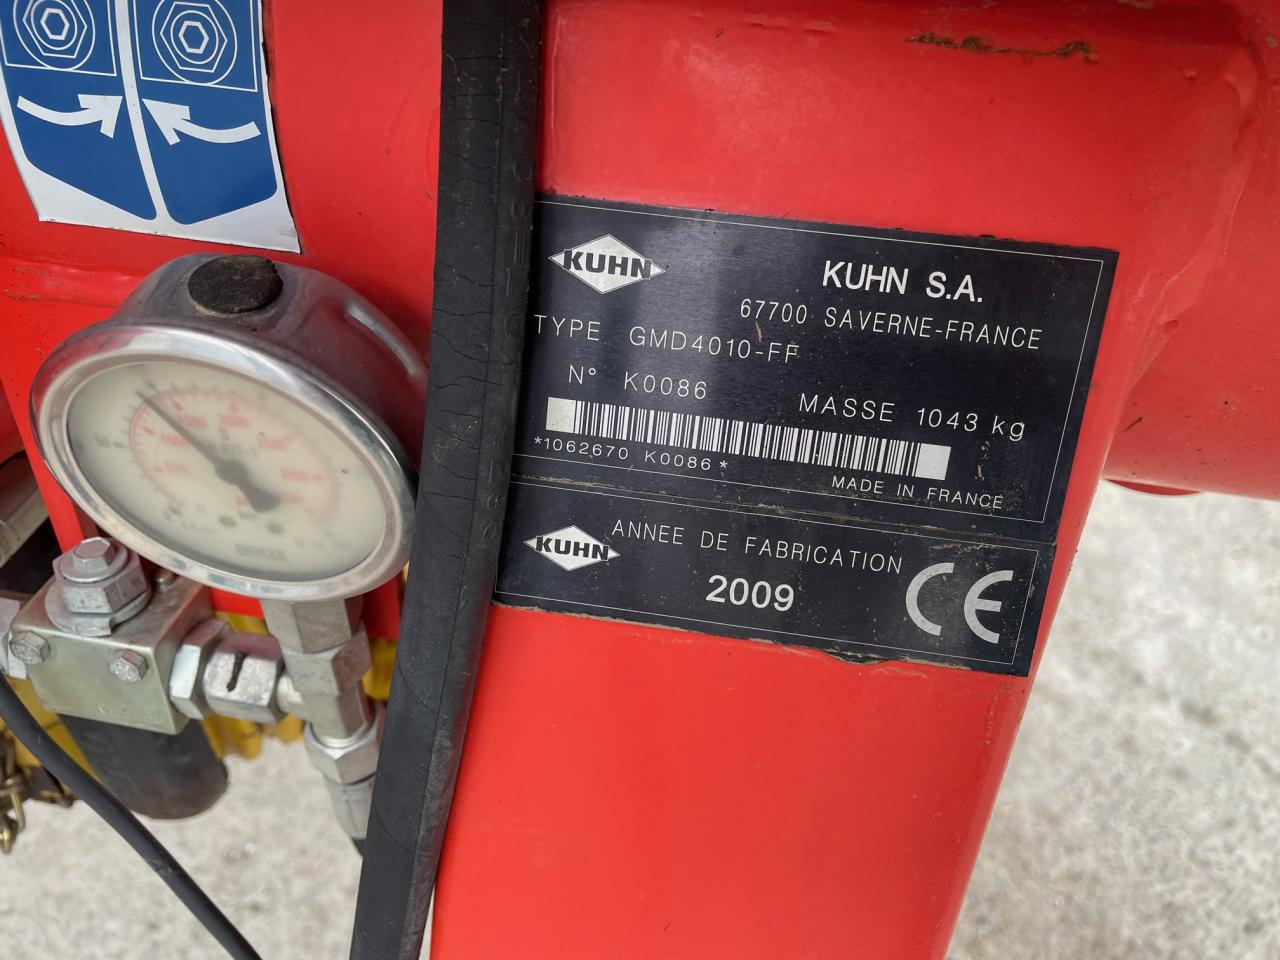 KUHN
KUHN S.A.
67700 SAVERNE-FRANCE
TYPE GMD4010-FF
N° K0086
MASSE 1043 kg
*1062670 K0086*
MADE IN FRANCE
KUHN
ANNEE DE FABRICATION
2009
CE
50